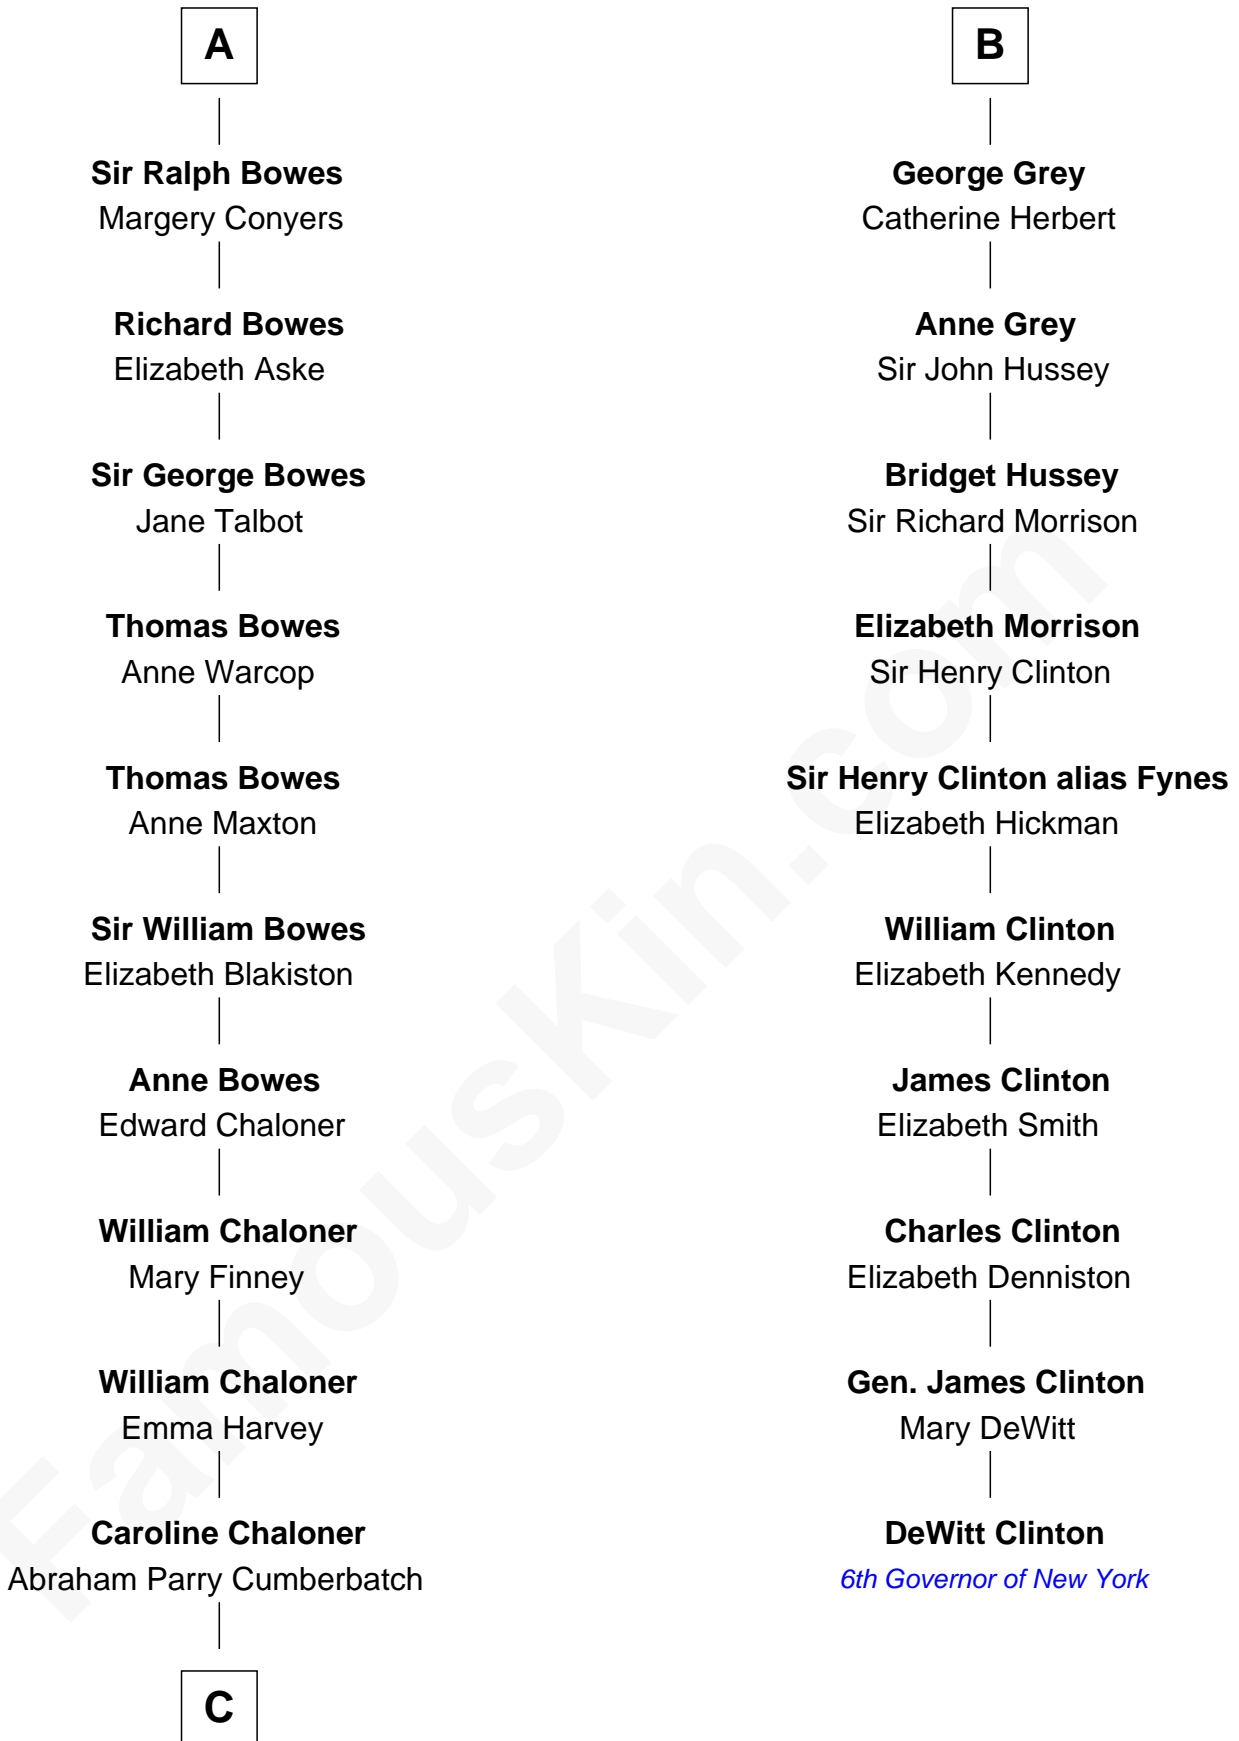 A
Sir Ralph Bowes
Margery Conyers
Richard Bowes
Elizabeth Aske
Sir George Bowes
Jane Talbot
Thomas Bowes
Anne Warcop
Thomas Bowes
Anne Maxton
Sir William Bowes
Elizabeth Blakiston
Anne Bowes
Edward Chaloner
William Chaloner
Mary Finney
William Chaloner
Emma Harvey
Caroline Chaloner
Abraham Parry Cumberbatch
C
B
George Grey
Catherine Herbert
Anne Grey
Sir John Hussey
Bridget Hussey
Sir Richard Morrison
Elizabeth Morrison
Sir Henry Clinton
Sir Henry Clinton alias Fynes
Elizabeth Hickman
William Clinton
Elizabeth Kennedy
James Clinton
Elizabeth Smith
Charles Clinton
Elizabeth Denniston
Gen. James Clinton
Mary DeWitt
DeWitt Clinton
6th Governor of New York
FamousKin.com